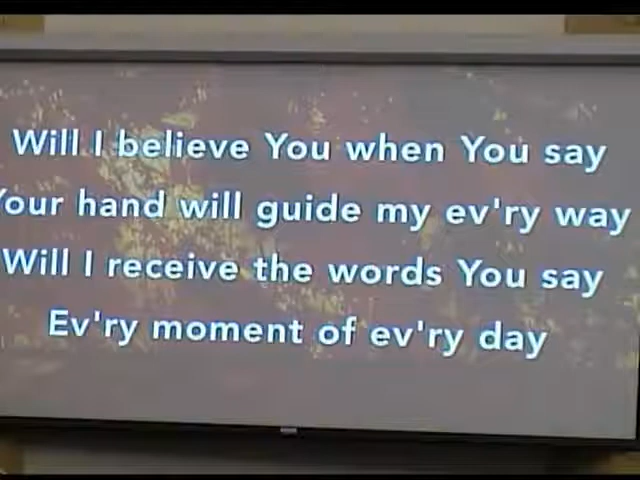 Will I believe You when You say
Your hand will guide my ev'ry way
Will I receive the words You say
Ev'ry moment of ev'ry day